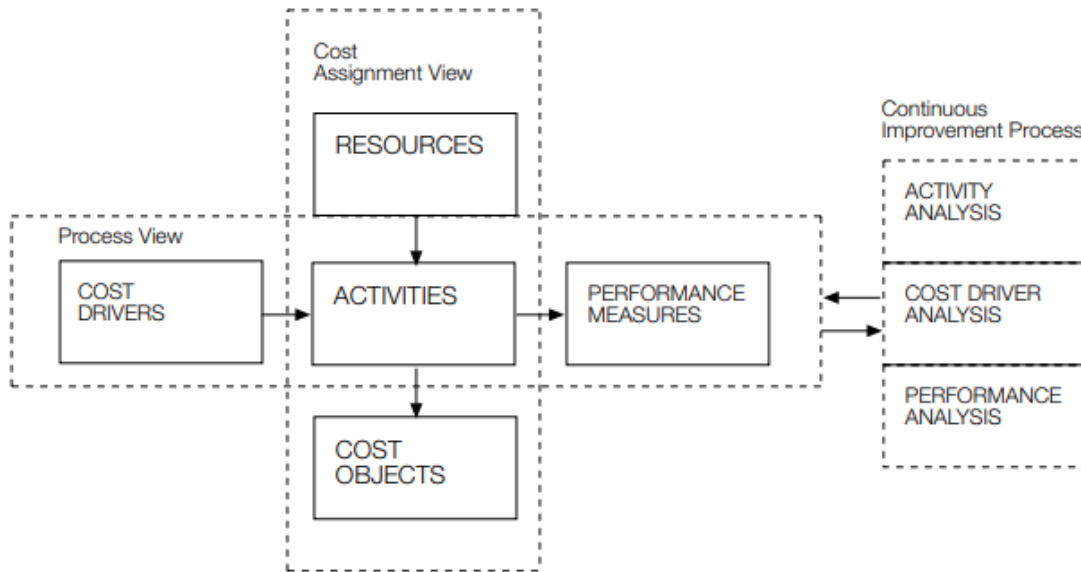 Cost
Assignment View
RESOURCES
Continuous
Improvement Process
Process View
COST
DRIVERS
ACTIVITIES
PERFORMANCE
MEASURES
COST
OBJECTS
ACTIVITY
ANALYSIS
COST DRIVER
ANALYSIS
PERFORMANCE
ANALYSIS